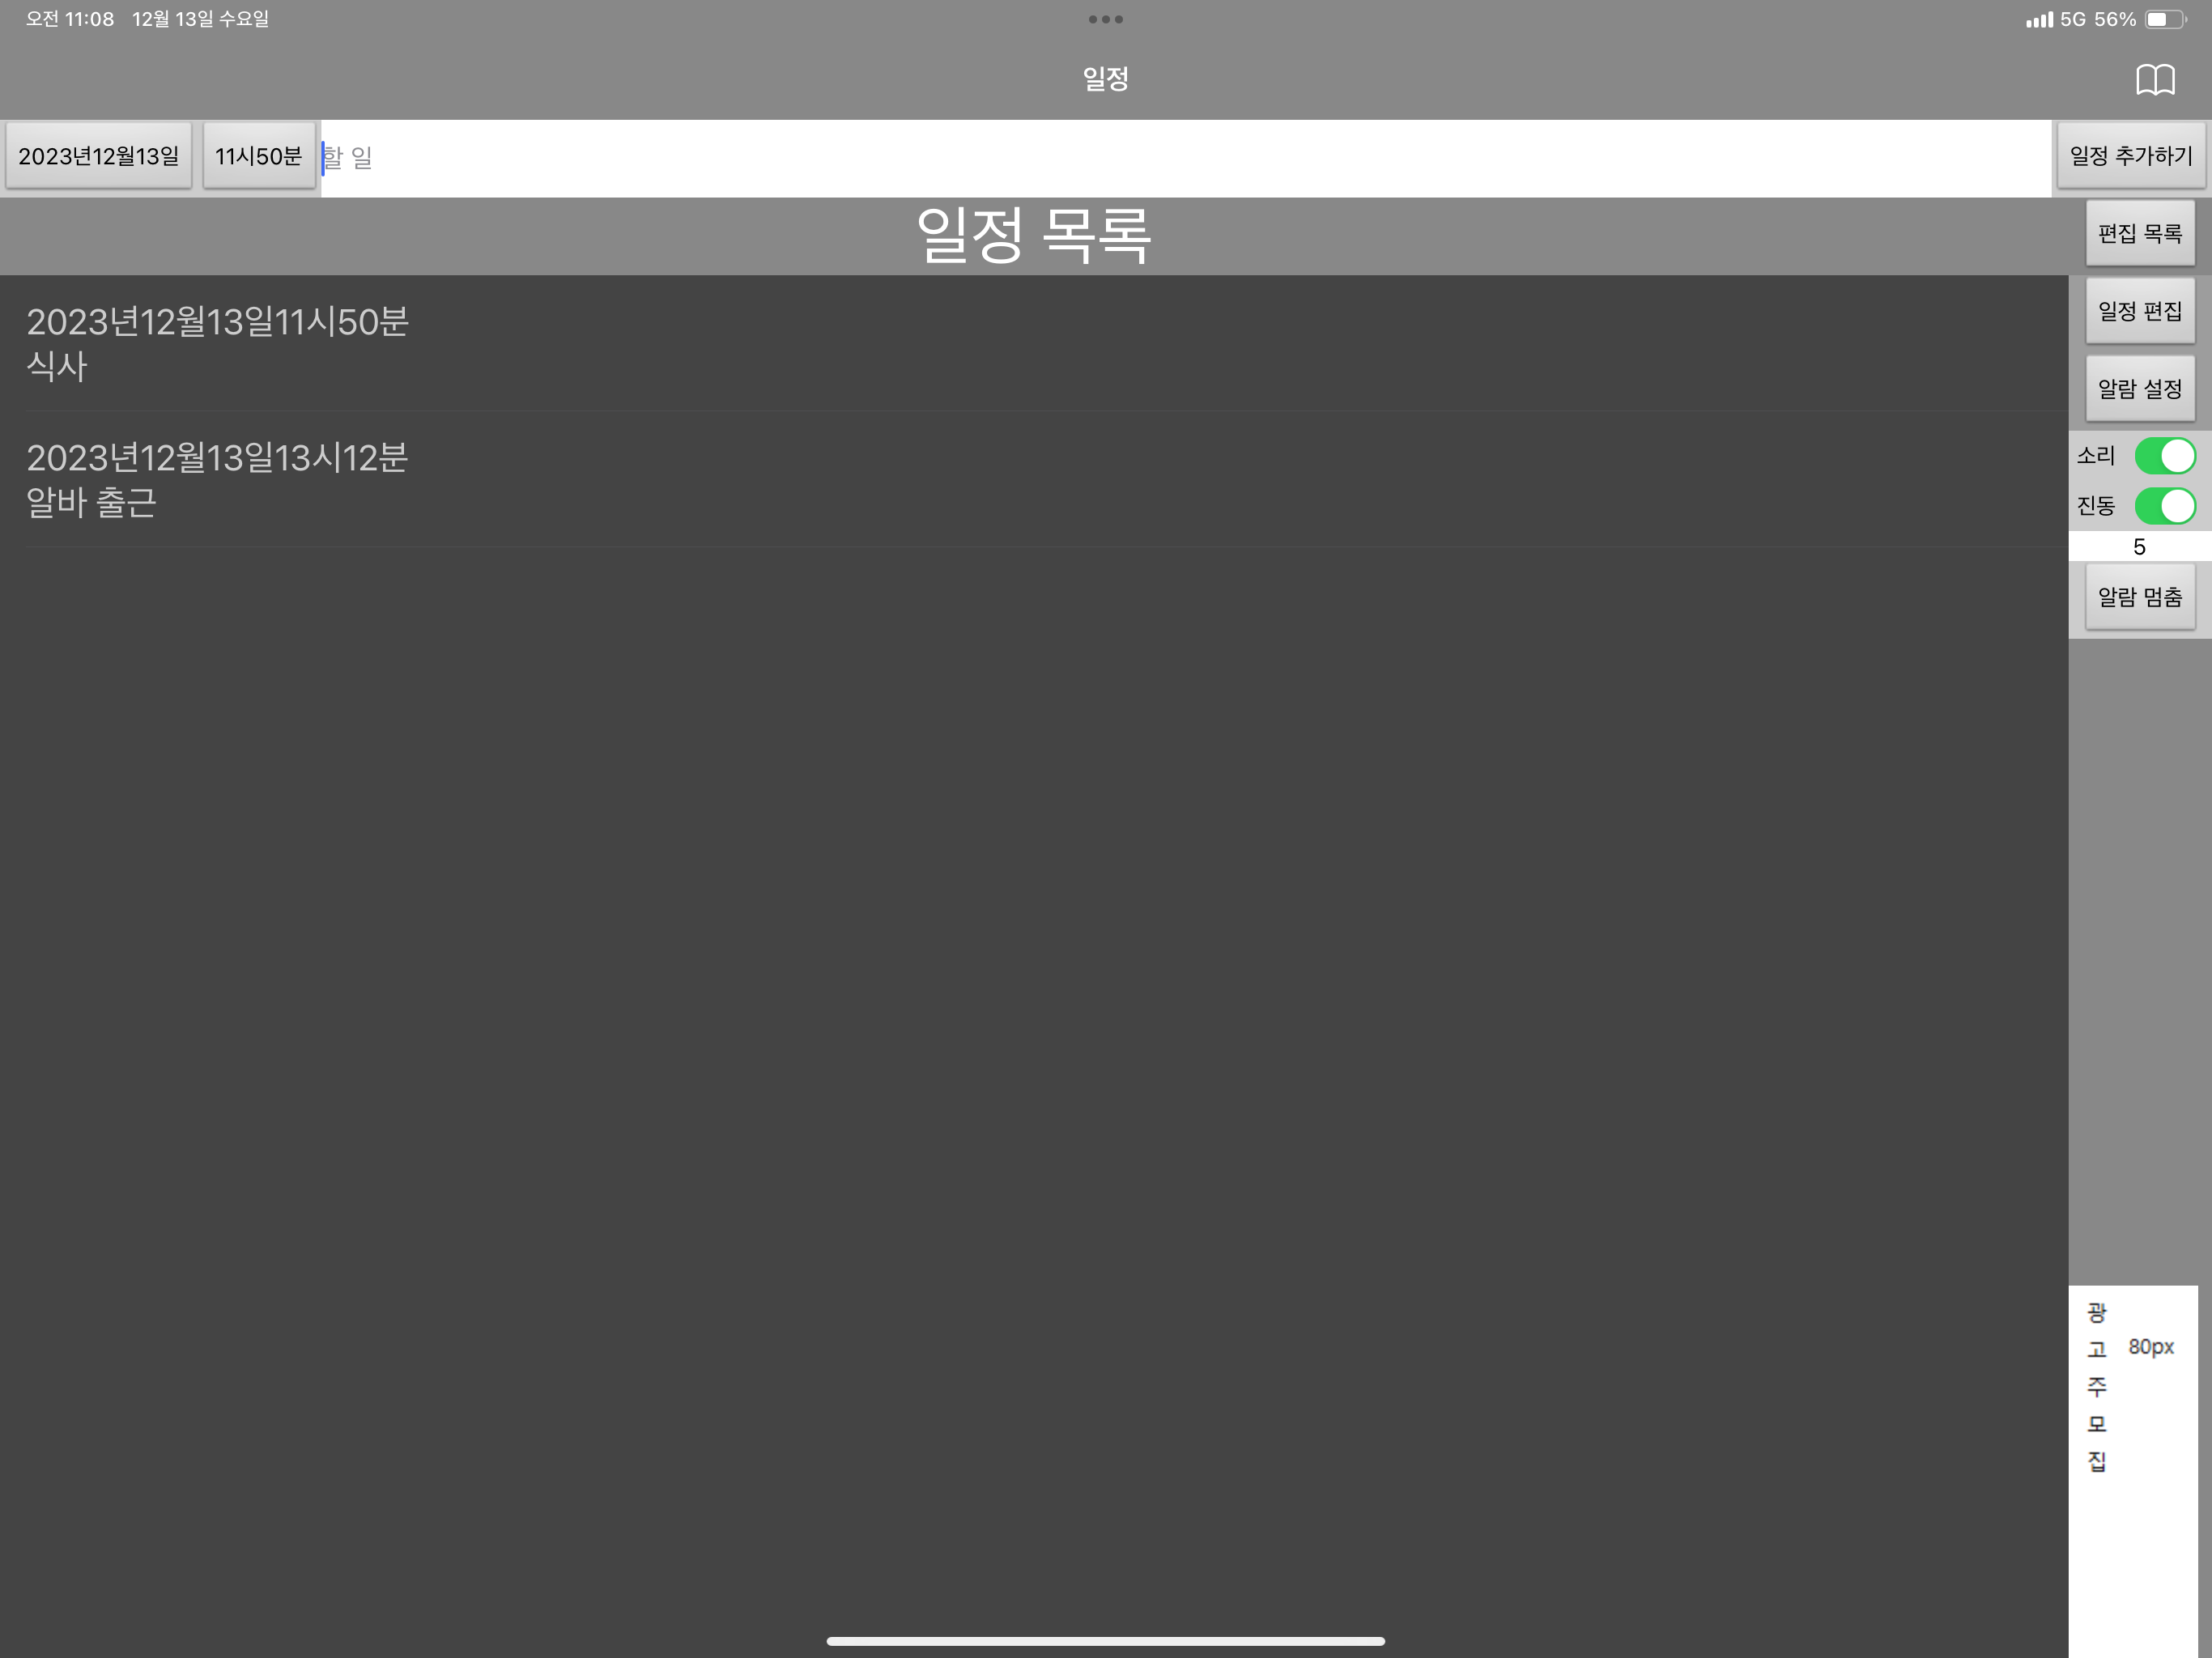 오전 11:08 12월 13일 수요일
5G 56%
일정
2023년12월13일 11시50분 할 일 일정 추가하기
일정 목록
편집 목록
2023년12월13일11시50분
식사
일정 편집
알람 설정
2023년12월13일13시12분
알바 출근
소리
진동
5
알람 멈춤
광
고 80px
주
모
집